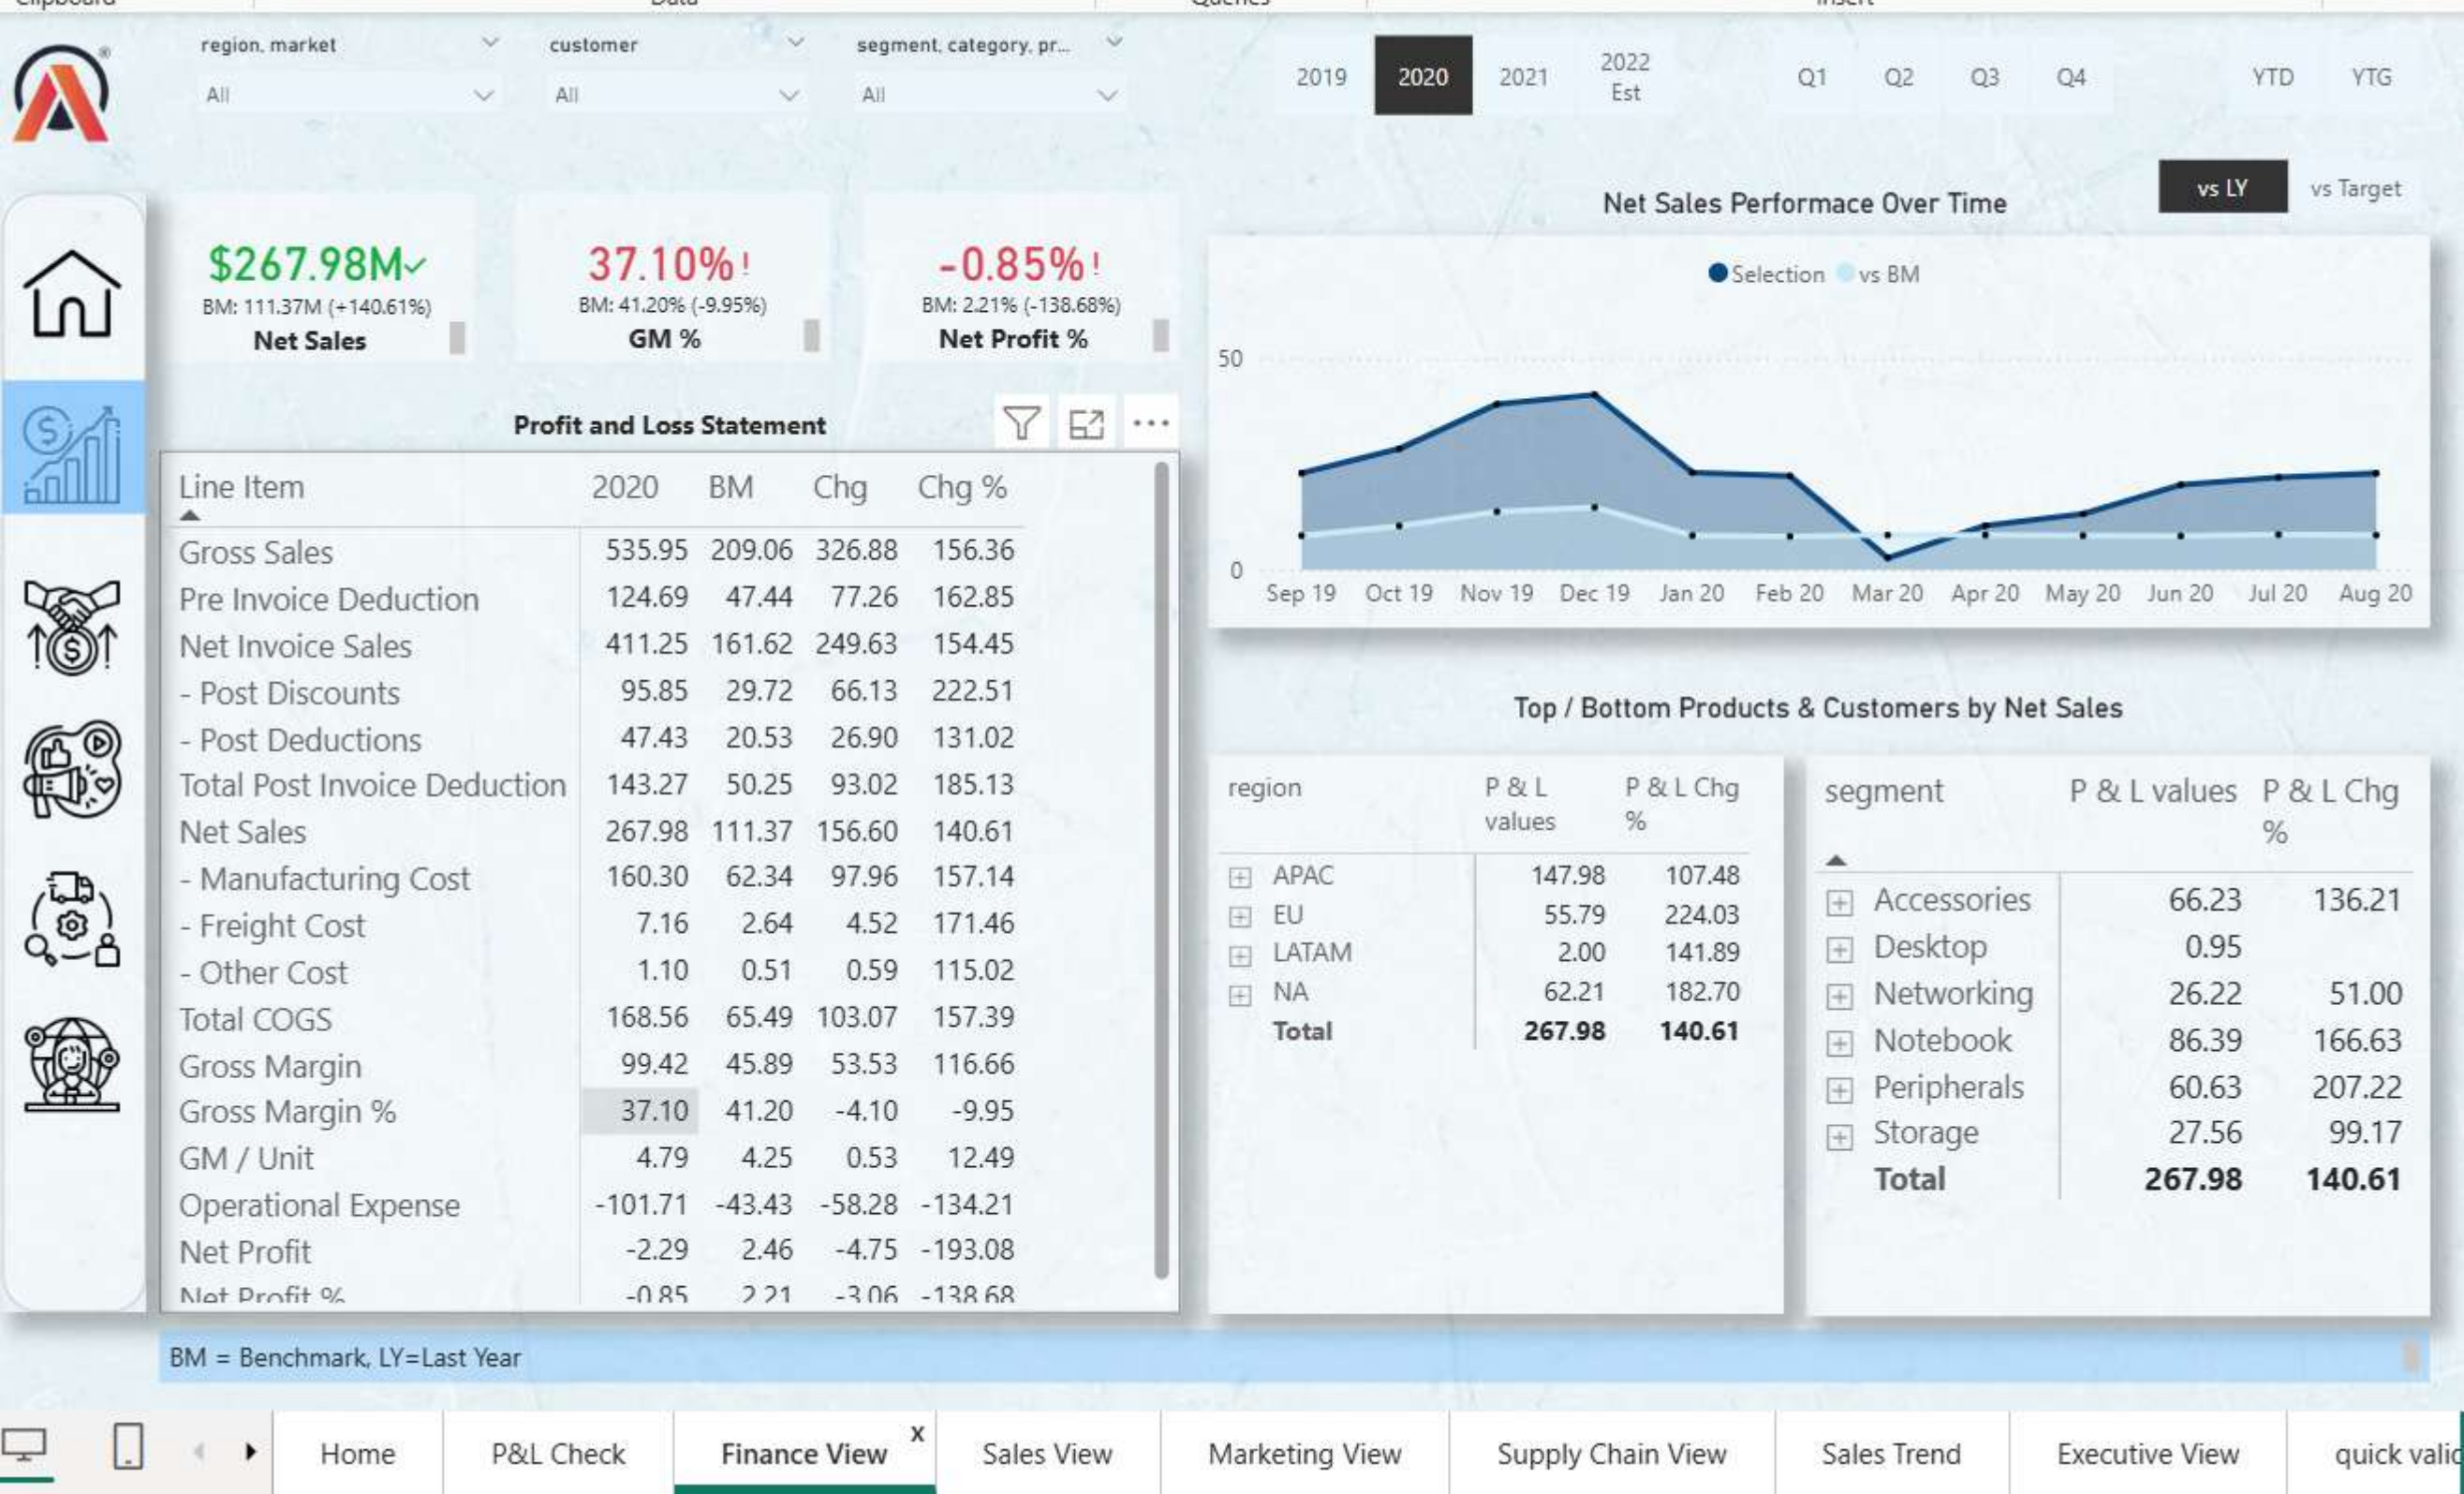 Clipboard
Data
Queries
Insert
region, market
customer
segment, category, pr...
All
All
All
2019
2020
2021
2022
Est
Q1
Q2
Q3
Q4
YTD
YTG
®
vs LY
vs Target
$267.98M
BM: 111.37M (+140.61%)
Net Sales
37.10%!
BM: 41.20% (-9.95%)
GM %
-0.85%!
BM: 2.21% (-138.68%)
Net Profit %
Net Sales Performace Over Time
Selection vs BM
50
0
Sep 19 Oct 19 Nov 19 Dec 19 Jan 20 Feb 20 Mar 20 Apr 20 May 20 Jun 20 Jul 20 Aug 20
Profit and Loss Statement
Line Item 2020 BM Chg Chg %
Gross Sales 535.95 209.06 326.88 156.36
Pre Invoice Deduction 124.69 47.44 77.26 162.85
Net Invoice Sales 411.25 161.62 249.63 154.45
- Post Discounts 95.85 29.72 66.13 222.51
- Post Deductions 47.43 20.53 26.90 131.02
Total Post Invoice Deduction 143.27 50.25 93.02 185.13
Net Sales 267.98 111.37 156.60 140.61
- Manufacturing Cost 160.30 62.34 97.96 157.14
- Freight Cost 7.16 2.64 4.52 171.46
- Other Cost 1.10 0.51 0.59 115.02
Total COGS 168.56 65.49 103.07 157.39
Gross Margin 99.42 45.89 53.53 116.66
Gross Margin % 37.10 41.20 -4.10 -9.95
GM / Unit 4.79 4.25 0.53 12.49
Operational Expense -101.71 -43.43 -58.28 -134.21
Net Profit -2.29 2.46 -4.75 -193.08
Net Profit % -0.85 2.21 -3.06 -138.68
Top / Bottom Products & Customers by Net Sales
region P & L values P & L Chg %
APAC 147.98 107.48
EU 55.79 224.03
LATAM 2.00 141.89
NA 62.21 182.70
Total 267.98 140.61
segment P & L values P & L Chg %
Accessories 66.23 136.21
Desktop 0.95
Networking 26.22 51.00
Notebook 86.39 166.63
Peripherals 60.63 207.22
Storage 27.56 99.17
Total 267.98 140.61
BM = Benchmark, LY=Last Year
Home
P&L Check
Finance View
X
Sales View
Marketing View
Supply Chain View
Sales Trend
Executive View
quick valid